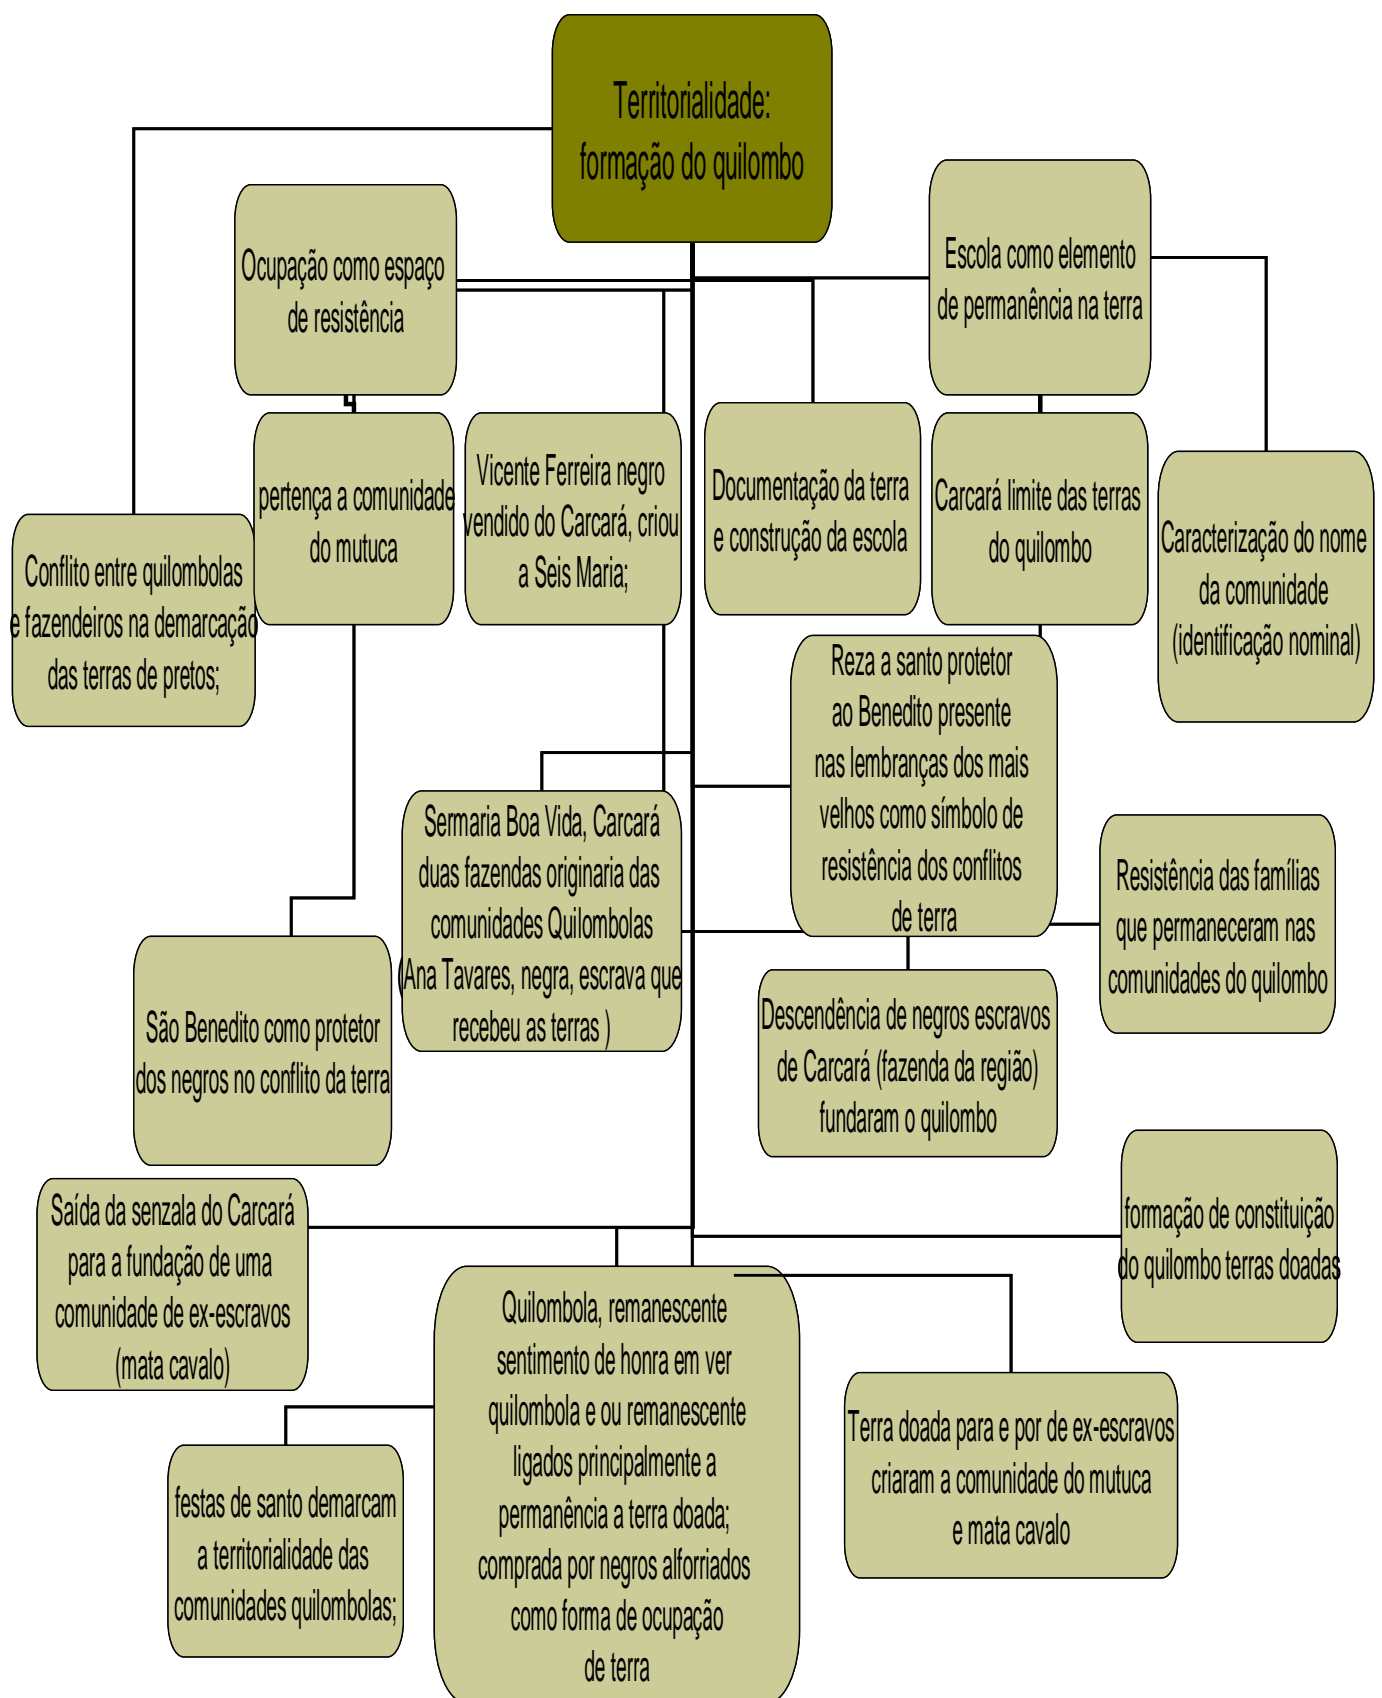 Territorialidade:
formação do quilombo
Ocupação como espaço
de resistência
Escola como elemento
de permanência na terra
pertença a comunidade
do mutuca
Vicente Ferreira negro
vendido do Carcará, criou
a Seis Maria;
Documentação da terra
e construção da escola
Carcará limite das terras
do quilombo
Caracterização do nome
da comunidade
(identificação nominal)
Conflito entre quilombolas
e fazendeiros na demarcação
das terras de pretos;
Reza a santo protetor
ao Benedito presente
nas lembranças dos mais
velhos como símbolo de
resistência dos conflitos
de terra
Sermaria Boa Vida, Carcará
duas fazendas originaria das
comunidades Quilombolas
(Ana Tavares, negra, escrava que
recebeu as terras )
Resistência das famílias
que permaneceram nas
comunidades do quilombo
São Benedito como protetor
dos negros no conflito da terra
Descendência de negros escravos
de Carcará (fazenda da região)
fundaram o quilombo
Saída da senzala do Carcará
para a fundação de uma
comunidade de ex-escravos
(mata cavalo)
formação de constituição
do quilombo terras doadas
Quilombola, remanescente
sentimento de honra em ver
quilombola e ou remanescente
ligados principalmente a
permanência a terra doada;
comprada por negros alforriados
como forma de ocupação
de terra
Terra doada para e por de ex-escravos
criaram a comunidade do mutuca
e mata cavalo
festas de santo demarcam
a territorialidade das
comunidades quilombolas;